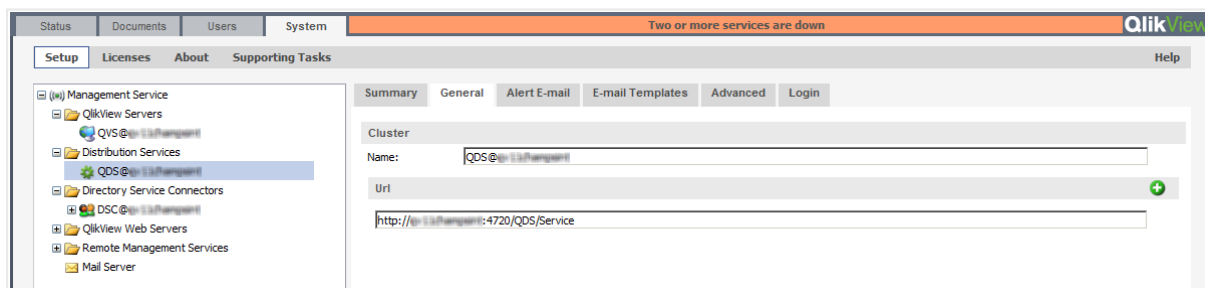 Status Documents Users System Two or more services are down QlikView
Setup Licenses About Supporting Tasks Help
Management Service
QlikView Servers
QVS@
Distribution Services
QDS@
Directory Service Connectors
DSC@
QlikView Web Servers
Remote Management Services
Mail Server
Summary General Alert E-mail E-mail Templates Advanced Login
Cluster
Name: QDS@
Url
http:// :4720/QDS/Service